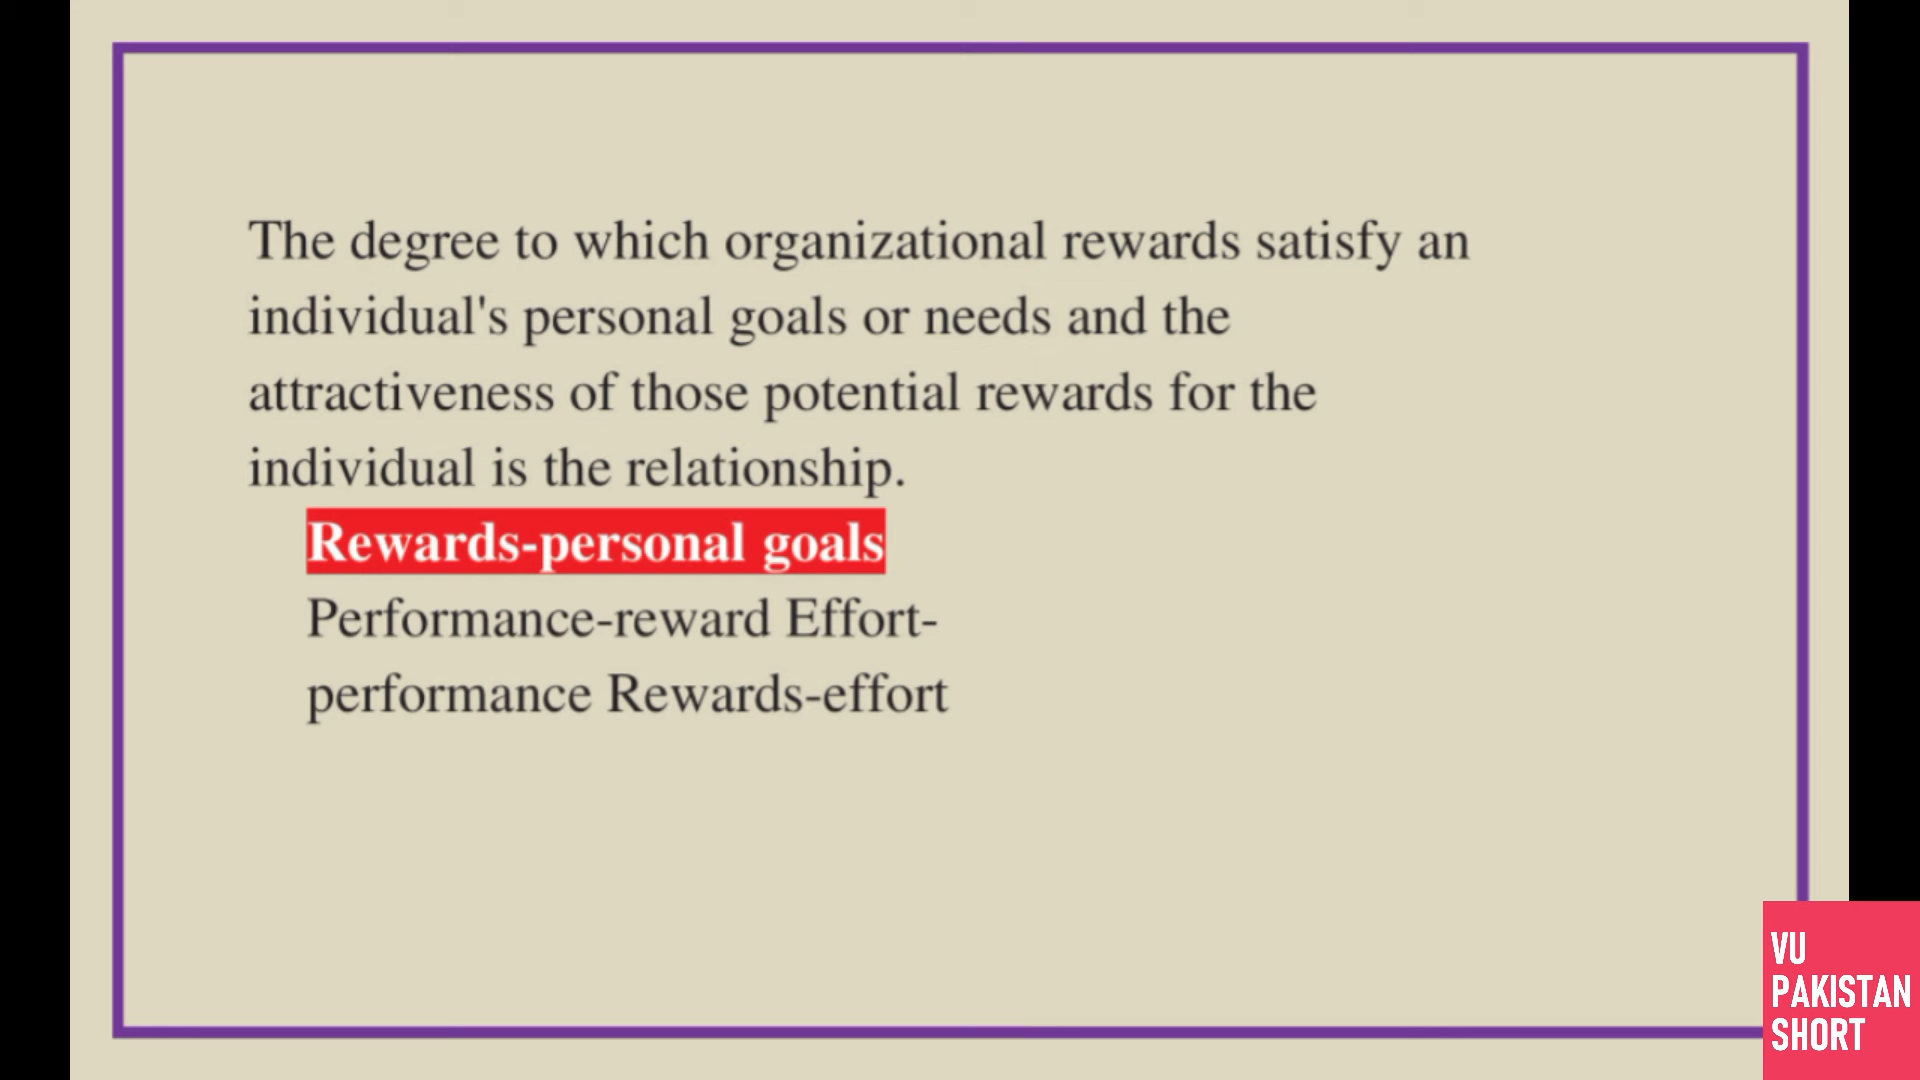 The degree to which organizational rewards satisfy an
individual's personal goals or needs and the
attractiveness of those potential rewards for the
individual is the relationship.
Rewards-personal goals
Performance-reward Effort-
performance Rewards-effort
VU
PAKISTAN
SHORT